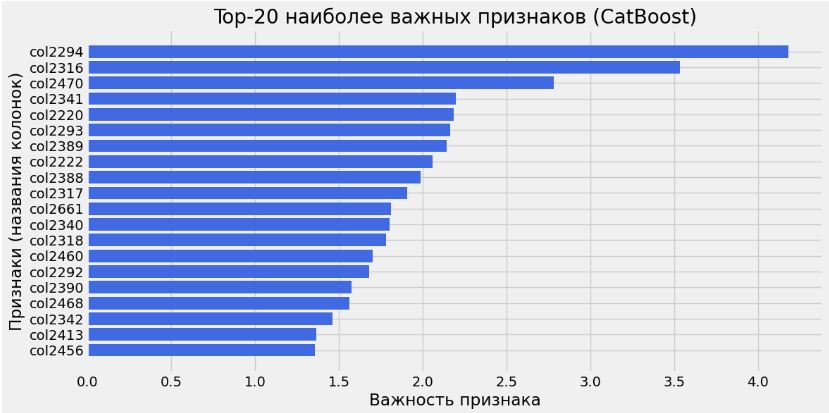 Top-20 наиболее важных признаков (CatBoost)
Признаки (названия колонок)
col2294
col2316
col2470
col2341
col2220
col2293
col2389
col2222
col2388
col2317
col2661
col2340
col2318
col2460
col2292
col2390
col2468
col2342
col2413
col2456
0.0 0.5 1.0 1.5 2.0 2.5 3.0 3.5 4.0
Важность признака